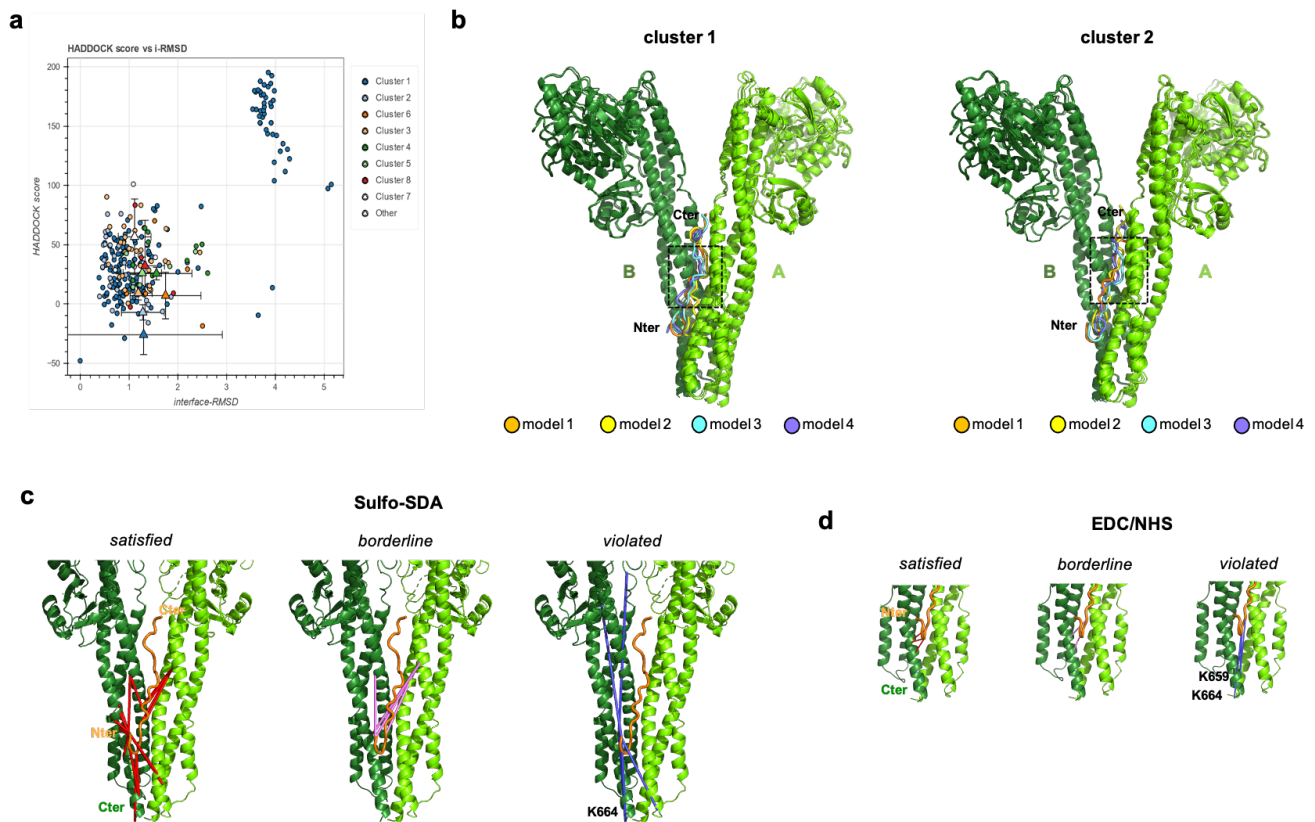 a
HADDOCK score vs i-RMSD
200
150
100
50
0
−50
HADDOCK score
0
1
2
3
4
5
interface-RMSD
Cluster 1
Cluster 2
Cluster 6
Cluster 3
Cluster 4
Cluster 5
Cluster 8
Cluster 7
Other
b
cluster 1
Cter
B
A
Nter
model 1
model 2
model 3
model 4
cluster 2
Cter
B
A
Nter
model 1
model 2
model 3
model 4
c
Sulfo-SDA
satisfied
borderline
violated
Cter
Nter
Cter
K664
d
EDC/NHS
satisfied
borderline
violated
Nter
Cter
K659
K664